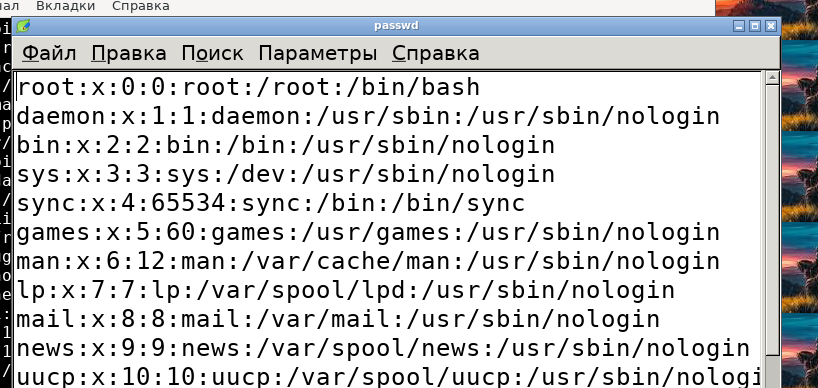 Вкладки Справка
passwd
Файл Правка Поиск Параметры Справка
root:x:0:0:root:/root:/bin/bash
daemon:x:1:1:daemon:/usr/sbin:/usr/sbin/nologin
bin:x:2:2:bin:/bin:/usr/sbin/nologin
sys:x:3:3:sys:/dev:/usr/sbin/nologin
sync:x:4:65534:sync:/bin:/bin/sync
games:x:5:60:games:/usr/games:/usr/sbin/nologin
man:x:6:12:man:/var/cache/man:/usr/sbin/nologin
lp:x:7:7:lp:/var/spool/lpd:/usr/sbin/nologin
mail:x:8:8:mail:/var/mail:/usr/sbin/nologin
news:x:9:9:news:/var/spool/news:/usr/sbin/nologin
uucp:x:10:10:uucp:/var/spool/uucp:/usr/sbin/nologi